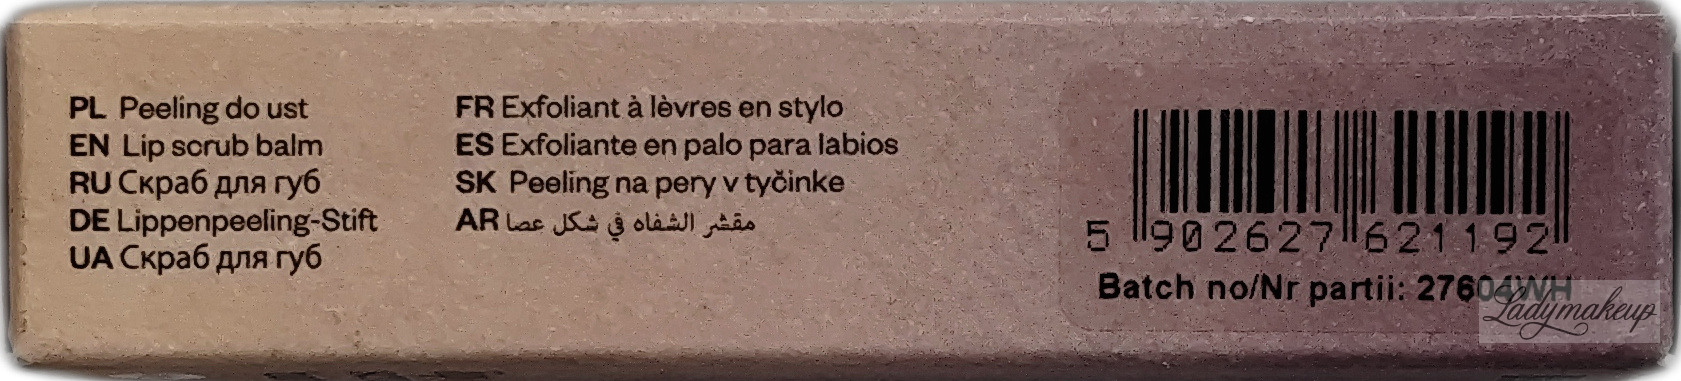 PL Peeling do ust
EN Lip scrub balm
RU Скраб для губ
DE Lippenpeeling-Stift
UA Скраб для губ
FR Exfoliant à lèvres en stylo
ES Exfoliante en palo para labios
SK Peeling na pery v tyčinke
AR مقشر الشفاه في شكل عصا
5 902627 621192
Batch no/Nr partii: 27604WH
Ladymakeup